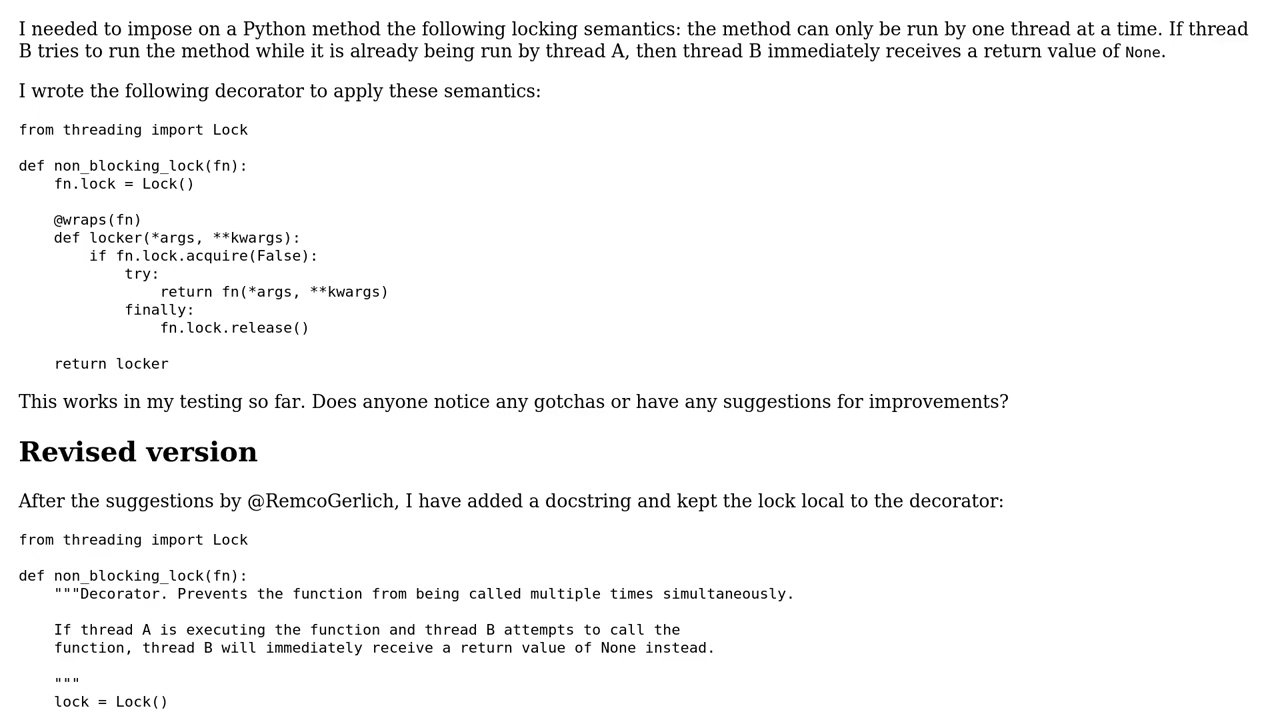 I needed to impose on a Python method the following locking semantics: the method can only be run by one thread at a time. If thread
B tries to run the method while it is already being run by thread A, then thread B immediately receives a return value of None.
I wrote the following decorator to apply these semantics:
from threading import Lock
def non_blocking_lock(fn):
    fn.lock = Lock()
    @wraps(fn)
    def locker(*args, **kwargs):
        if fn.lock.acquire(False):
            try:
                return fn(*args, **kwargs)
            finally:
                fn.lock.release()
    return locker
This works in my testing so far. Does anyone notice any gotchas or have any suggestions for improvements?
Revised version
After the suggestions by @RemcoGerlich, I have added a docstring and kept the lock local to the decorator:
from threading import Lock
def non_blocking_lock(fn):
    """Decorator. Prevents the function from being called multiple times simultaneously.
    If thread A is executing the function and thread B attempts to call the
    function, thread B will immediately receive a return value of None instead.
    """
    lock = Lock()